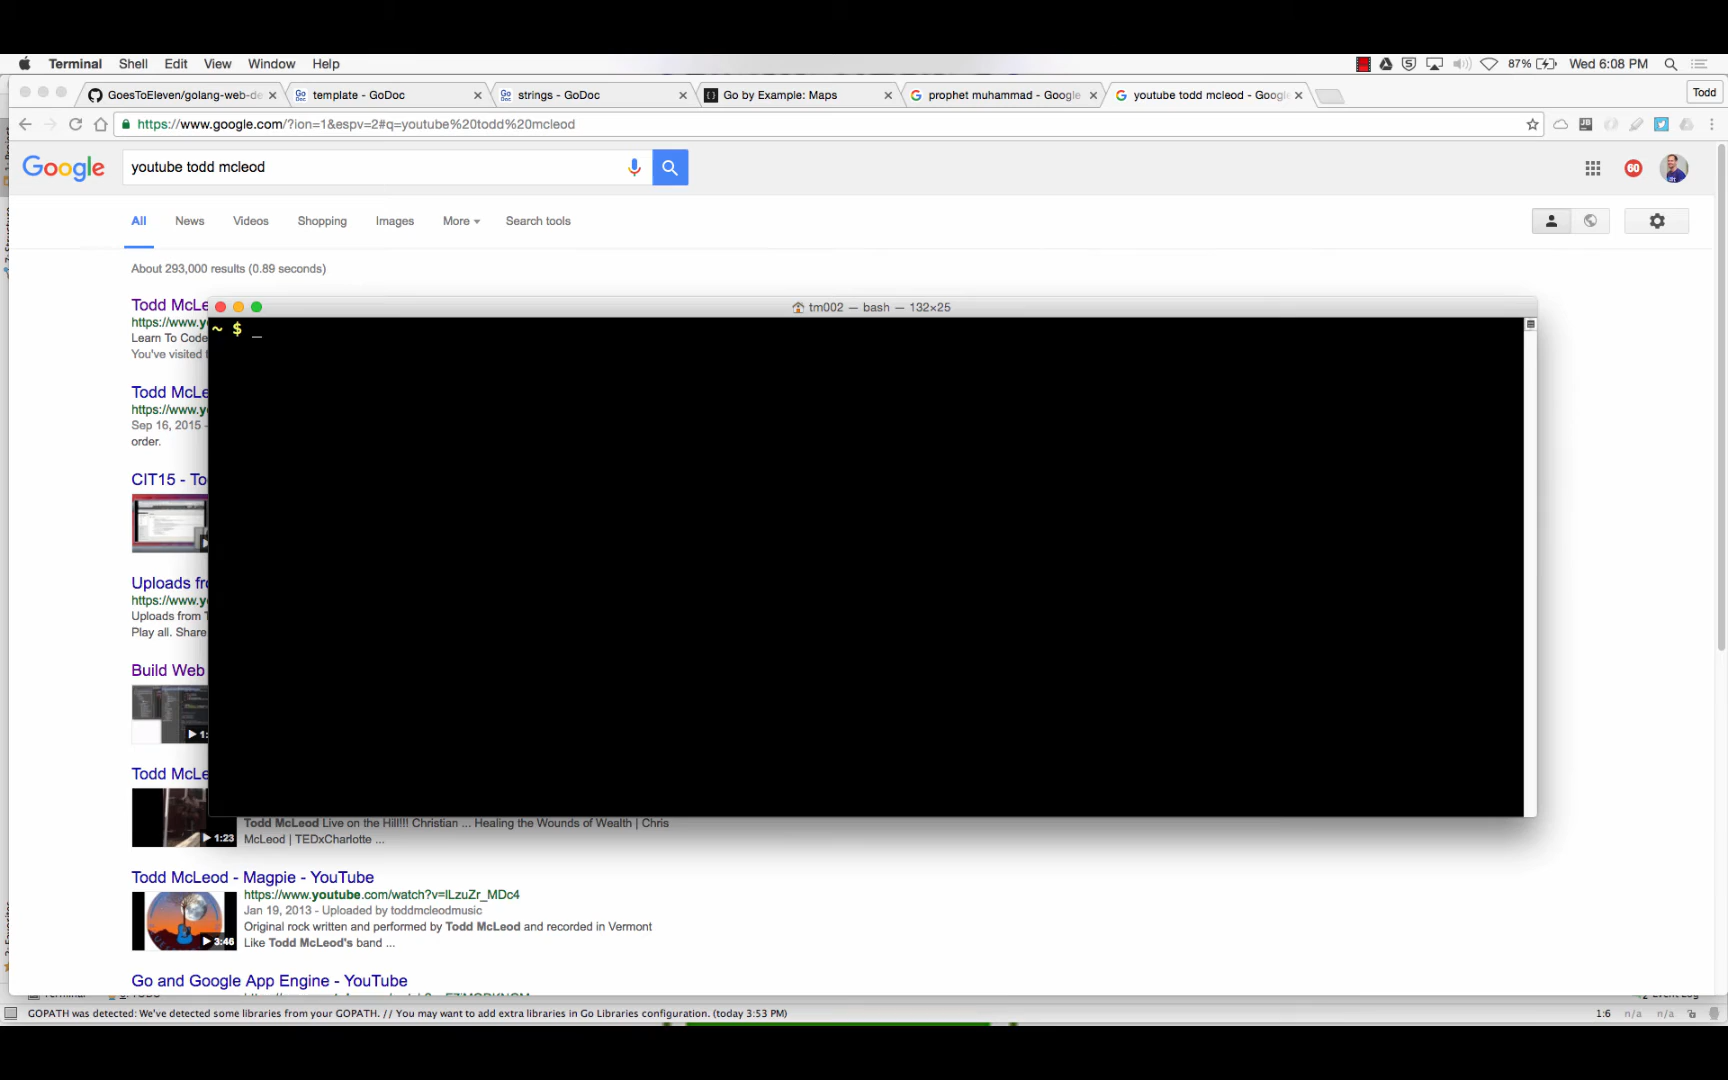 Terminal Shell Edit View Window Help 87% Wed 6:08 PM
GoesToEleven/golang-web-de template - GoDoc strings - GoDoc Go by Example: Maps prophet muhammad - Google youtube todd mcleod - Google Todd
https://www.google.com/?ion=1&espv=2#q=youtube%20todd%20mcleod
Google youtube todd mcleod 60
All News Videos Shopping Images More Search tools
About 293,000 results (0.89 seconds)
Todd McLe
https://www.y
Learn To Code
You've visited
tm002 — bash — 132×25
~ $ _
Todd McLe
https://www.y
Sep 16, 2015 -
order.
CIT15 - To
Uploads fr
https://www.y
Uploads from
Play all. Share
Build Web
1:
Todd McLe
1:23
Todd McLeod Live on the Hill!!! Christian ... Healing the Wounds of Wealth | Chris
McLeod | TEDxCharlotte ...
Todd McLeod - Magpie - YouTube
https://www.youtube.com/watch?v=ILzuZr_MDc4
Jan 19, 2013 - Uploaded by toddmcleodmusic
3:46
Original rock written and performed by Todd McLeod and recorded in Vermont
Like Todd McLeod's band ...
Go and Google App Engine - YouTube
GOPATH was detected: We've detected some libraries from your GOPATH. // You may want to add extra libraries in Go Libraries configuration. (today 3:53 PM) 1:6 n/a n/a